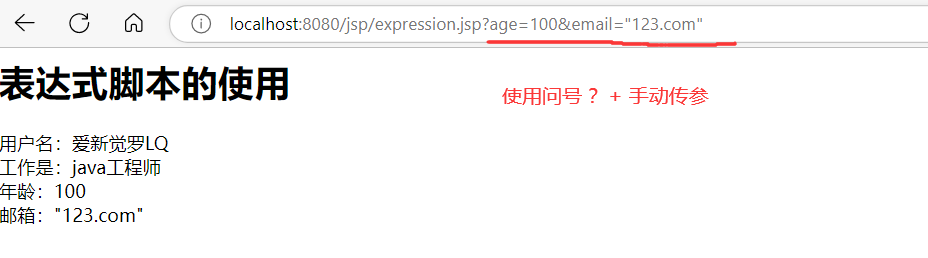 localhost:8080/jsp/expression.jsp?age=100&email="123.com"
表达式脚本的使用
使用问号 ? + 手动传参
用户名：爱新觉罗LQ
工作是：java工程师
年龄：100
邮箱："123.com"